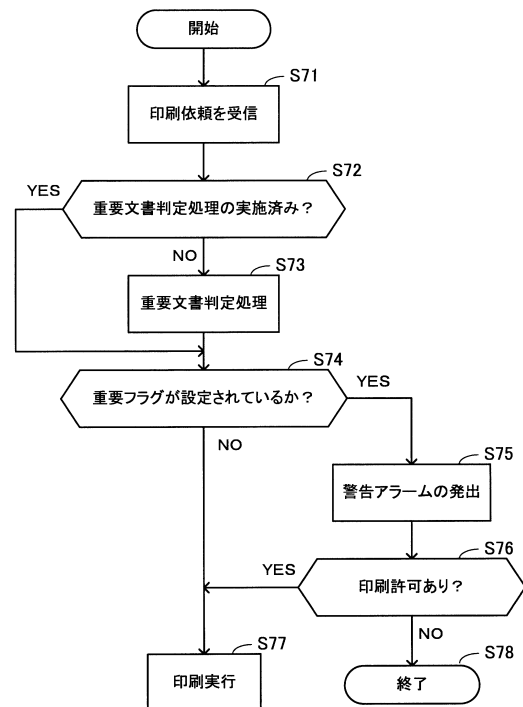 開始
S71
印刷依頼を受信
S72
YES
重要文書判定処理の実施済み？
NO
S73
重要文書判定処理
S74
重要フラグが設定されているか？
YES
NO
S75
警告アラームの発出
S76
YES
印刷許可あり？
NO
S77
印刷実行
S78
終了